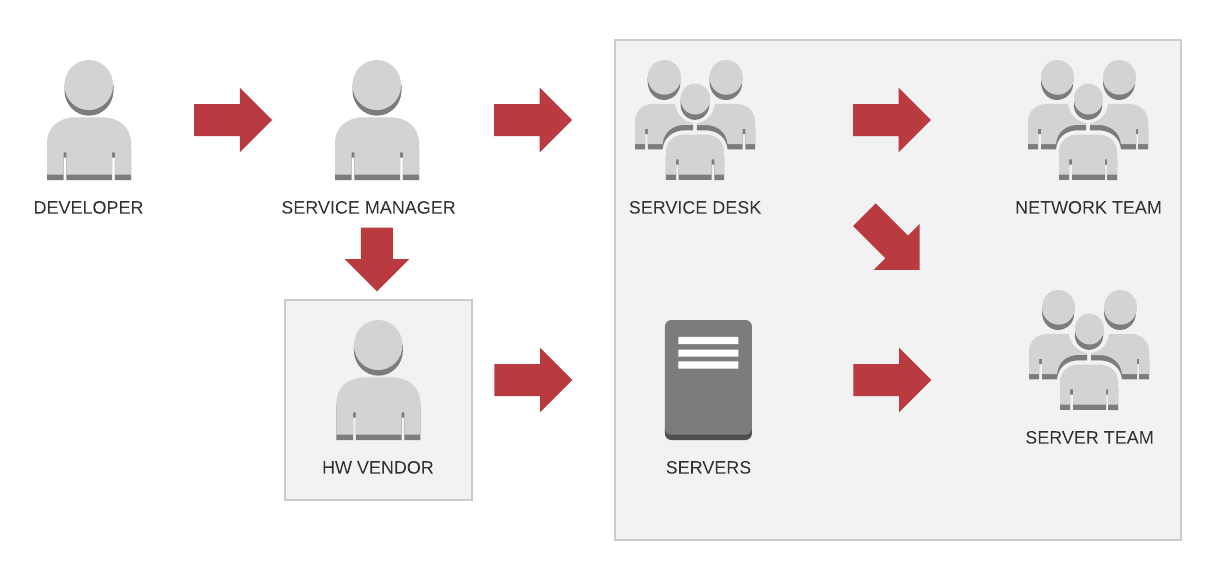 DEVELOPER
SERVICE MANAGER
SERVICE DESK
NETWORK TEAM
HW VENDOR
SERVERS
SERVER TEAM